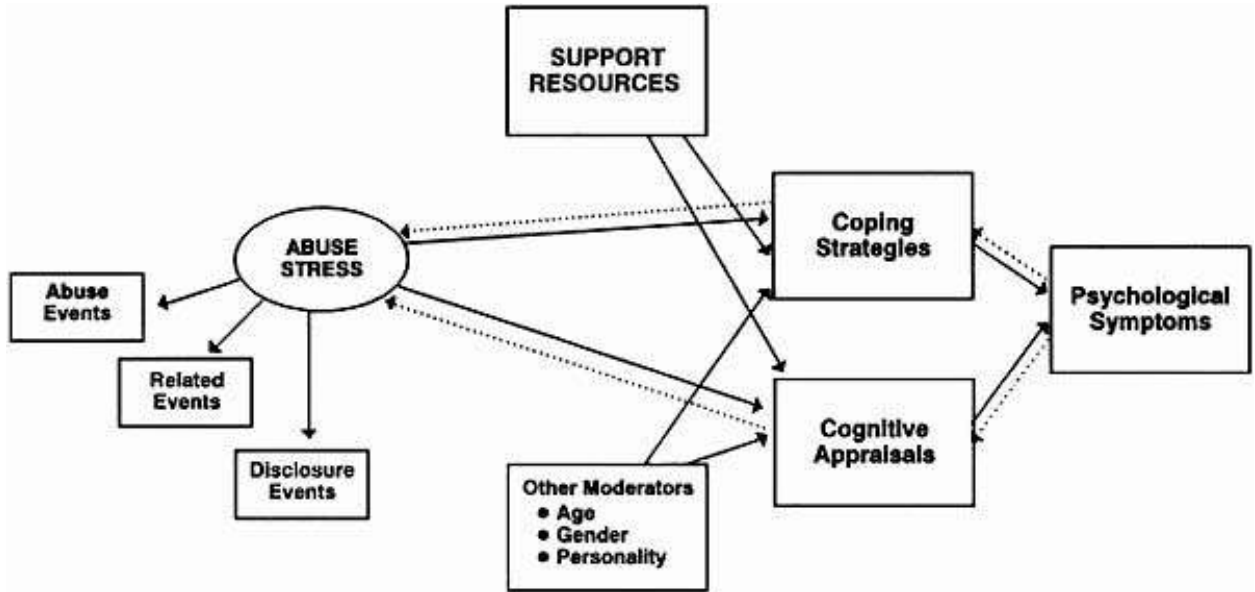 SUPPORT
RESOURCES
Coping
Strategies
ABUSE
STRESS
Abuse
Events
Psychological
Symptoms
Related
Events
Cognitive
Appraisals
Disclosure
Events
Other Moderators
● Age
● Gender
● Personality